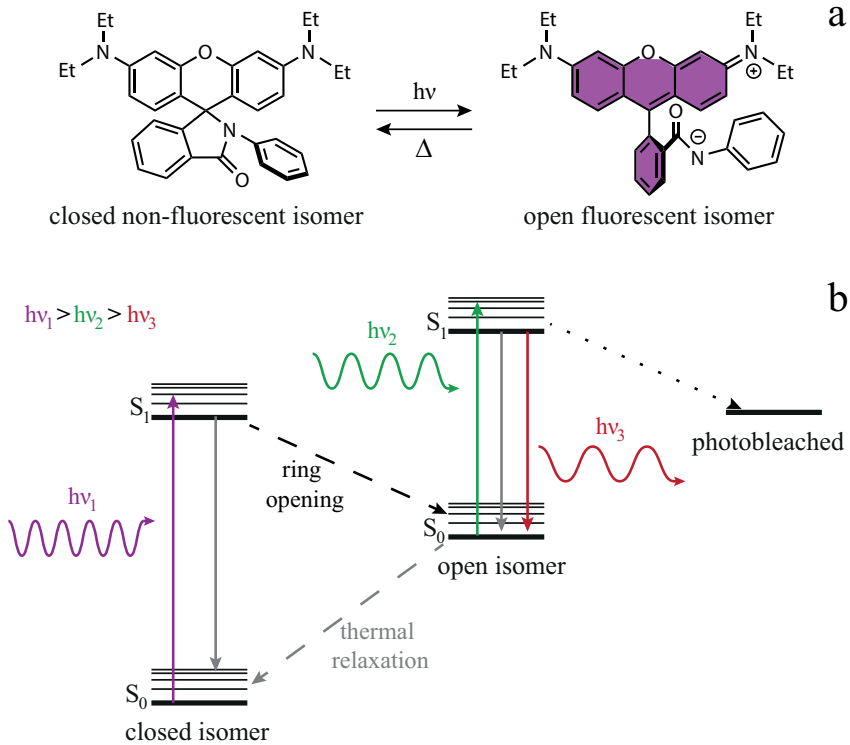 a
Et
Et
N
O
N
Et
Et
N
O
closed non-fluorescent isomer
hν
Δ
Et
Et
N
O
N
⊕
Et
Et
O
⊖
N
open fluorescent isomer
b
hν₁ > hν₂ > hν₃
S₁
hν₁
S₀
closed isomer
ring
opening
thermal
relaxation
hν₂
S₁
S₀
open isomer
hν₃
photobleached